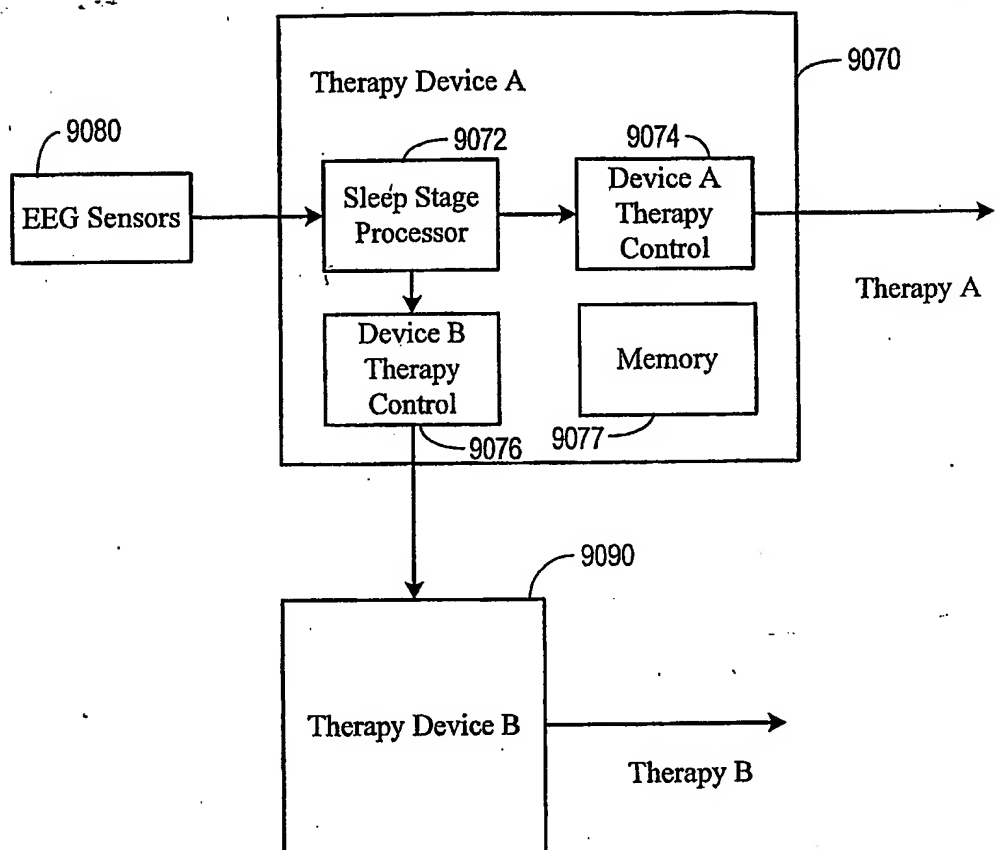 Therapy Device A
9070
9080
9072
9074
EEG Sensors
Sleep Stage
Processor
Device A
Therapy
Control
Therapy A
Device B
Therapy
Control
Memory
9077
9076
9090
Therapy Device B
Therapy B